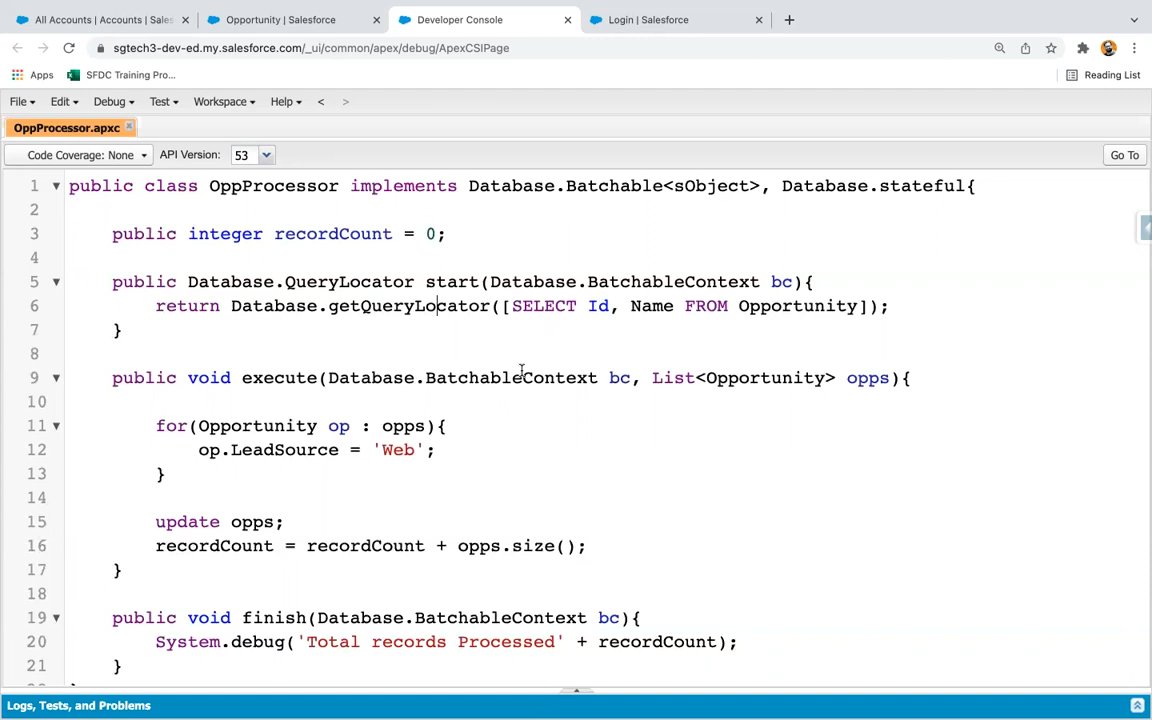 All Accounts | Accounts | Sales
Opportunity | Salesforce
Developer Console
Login | Salesforce
sgtech3-dev-ed.my.salesforce.com/_ui/common/apex/debug/ApexCSIPage
Apps
SFDC Training Pro...
Reading List
File
Edit
Debug
Test
Workspace
Help
<
>
OppProcessor.apxc
Code Coverage: None
API Version:
53
Go To
1 public class OppProcessor implements Database.Batchable<sObject>, Database.stateful{
2
3 public integer recordCount = 0;
4
5 public Database.QueryLocator start(Database.BatchableContext bc){
6 return Database.getQueryLocator([SELECT Id, Name FROM Opportunity]);
7 }
8
9 public void execute(Database.BatchableContext bc, List<Opportunity> opps){
10
11 for(Opportunity op : opps){
12 op.LeadSource = 'Web';
13 }
14
15 update opps;
16 recordCount = recordCount + opps.size();
17 }
18
19 public void finish(Database.BatchableContext bc){
20 System.debug('Total records Processed' + recordCount);
21 }
Logs, Tests, and Problems